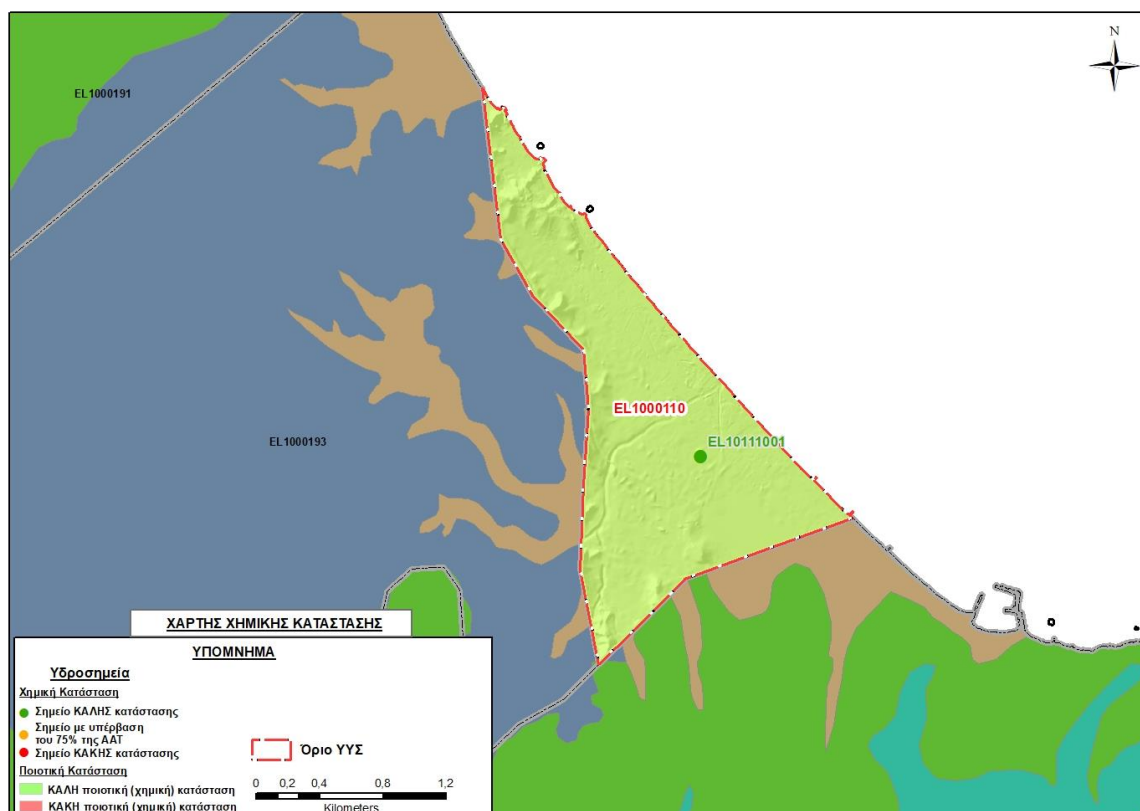 N
EL1000191
EL1000110
EL10111001
EL1000193
ΧΑΡΤΗΣ ΧΗΜΙΚΗΣ ΚΑΤΑΣΤΑΣΗΣ
ΥΠΟΜΝΗΜΑ
Υδροσημεία
Χημική Κατάσταση
Σημείο ΚΑΛΗΣ κατάστασης
Σημείο με υπέρβαση
του 75% της ΑΑΤ
Σημείο ΚΑΚΗΣ κατάστασης
Όριο ΥΥΣ
Ποιοτική Κατάσταση
ΚΑΛΗ ποιοτική (χημική) κατάσταση
ΚΑΚΗ ποιοτική (χημική) κατάσταση
0 0,2 0,4 0,8 1,2
Kilometers